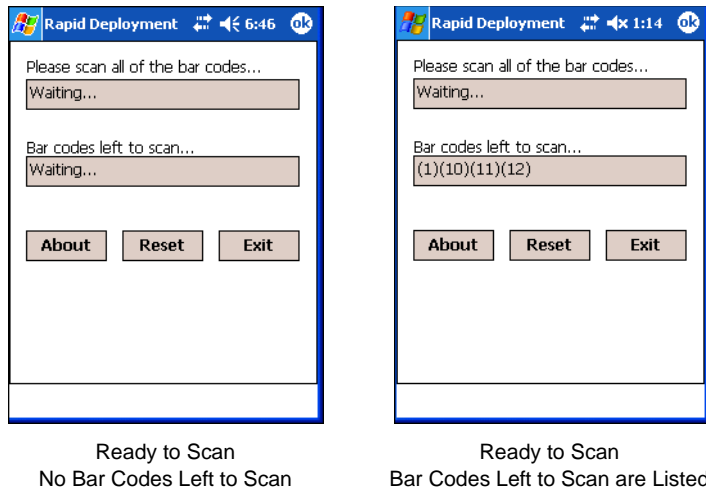 Rapid Deployment 6:46 ok
Please scan all of the bar codes...
Waiting...
Bar codes left to scan...
Waiting...
About Reset Exit
Ready to Scan
No Bar Codes Left to Scan
Rapid Deployment 1:14 ok
Please scan all of the bar codes...
Waiting...
Bar codes left to scan...
(1)(10)(11)(12)
About Reset Exit
Ready to Scan
Bar Codes Left to Scan are Listed